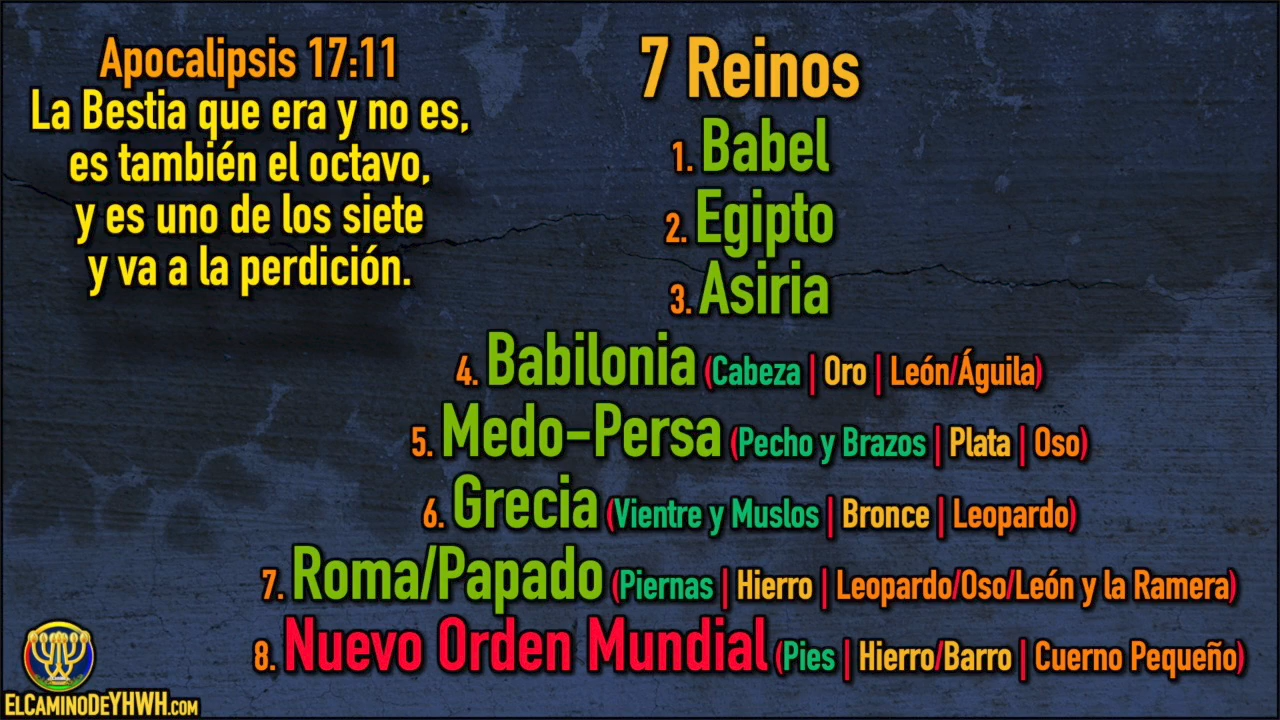 Apocalipsis 17:11
La Bestia que era y no es,
es también el octavo,
y es uno de los siete
y va a la perdición.
7 Reinos
1. Babel
2. Egipto
3. Asiria
4. Babilonia (Cabeza | Oro | León/Águila)
5. Medo-Persa (Pecho y Brazos | Plata | Oso)
6. Grecia (Vientre y Muslos | Bronce | Leopardo)
7. Roma/Papado (Piernas | Hierro | Leopardo/Oso/León y la Ramera)
8. Nuevo Orden Mundial (Pies | Hierro/Barro | Cuerno Pequeño)
ELCAMINODEYHWH.com